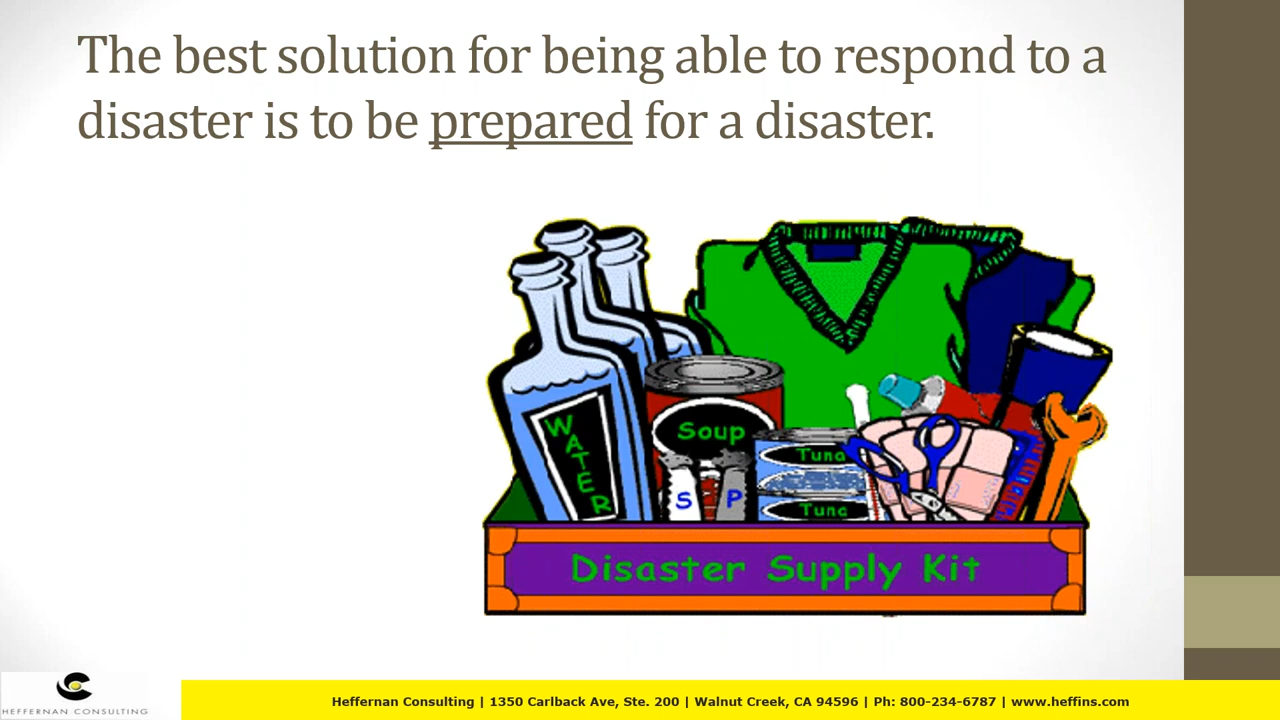 The best solution for being able to respond to a
disaster is to be prepared for a disaster.
WATER
Soup
Tuna
S P
Tuna
Disaster Supply Kit
HEFFERNAN CONSULTING
Heffernan Consulting | 1350 Carlback Ave, Ste. 200 | Walnut Creek, CA 94596 | Ph: 800-234-6787 | www.heffins.com